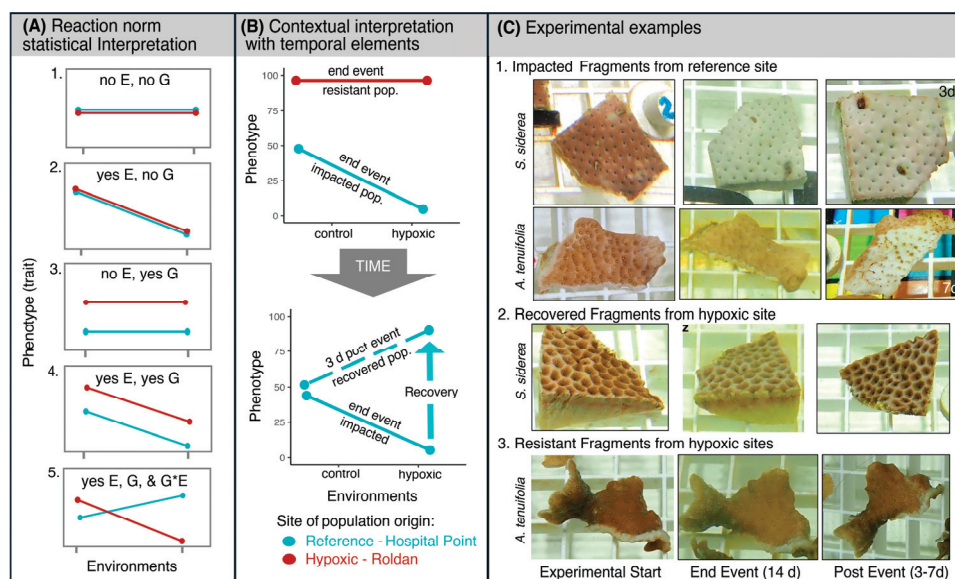 (A) Reaction norm
statistical Interpretation
1.
no E, no G
2.
yes E, no G
3.
no E, yes G
4.
yes E, yes G
5.
yes E, G, & G*E
Phenotype (trait)
Environments
(B) Contextual interpretation
with temporal elements
100
75
50
25
0
Phenotype
end event
resistant pop.
end event
impacted pop.
control
hypoxic
TIME
100
75
50
25
0
Phenotype
3 d post event
recovered pop.
end event
impacted
Recovery
control
hypoxic
Environments
Site of population origin:
Reference - Hospital Point
Hypoxic - Roldan
(C) Experimental examples
1. Impacted Fragments from reference site
S. siderea
2
3d
A. tenuifolia
7d
2. Recovered Fragments from hypoxic site
S. siderea
z
3. Resistant Fragments from hypoxic sites
A. tenuifolia
Experimental Start
End Event (14 d)
Post Event (3-7d)